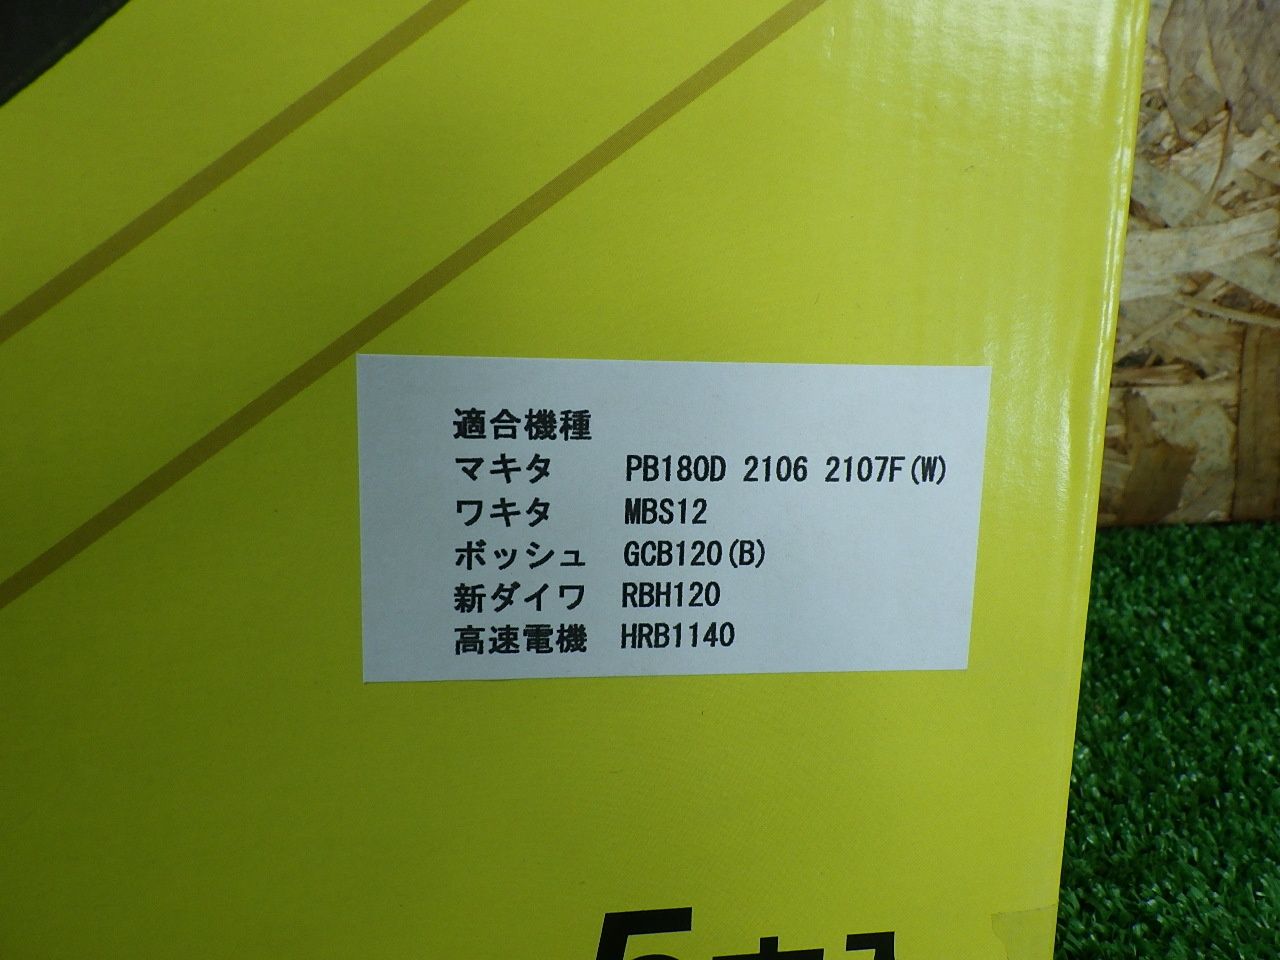 適合機種
マキタ PB180D 2106 2107F(W)
ワキタ MBS12
ボッシュ GCB120(B)
新ダイワ RBH120
高速電機 HRB1140